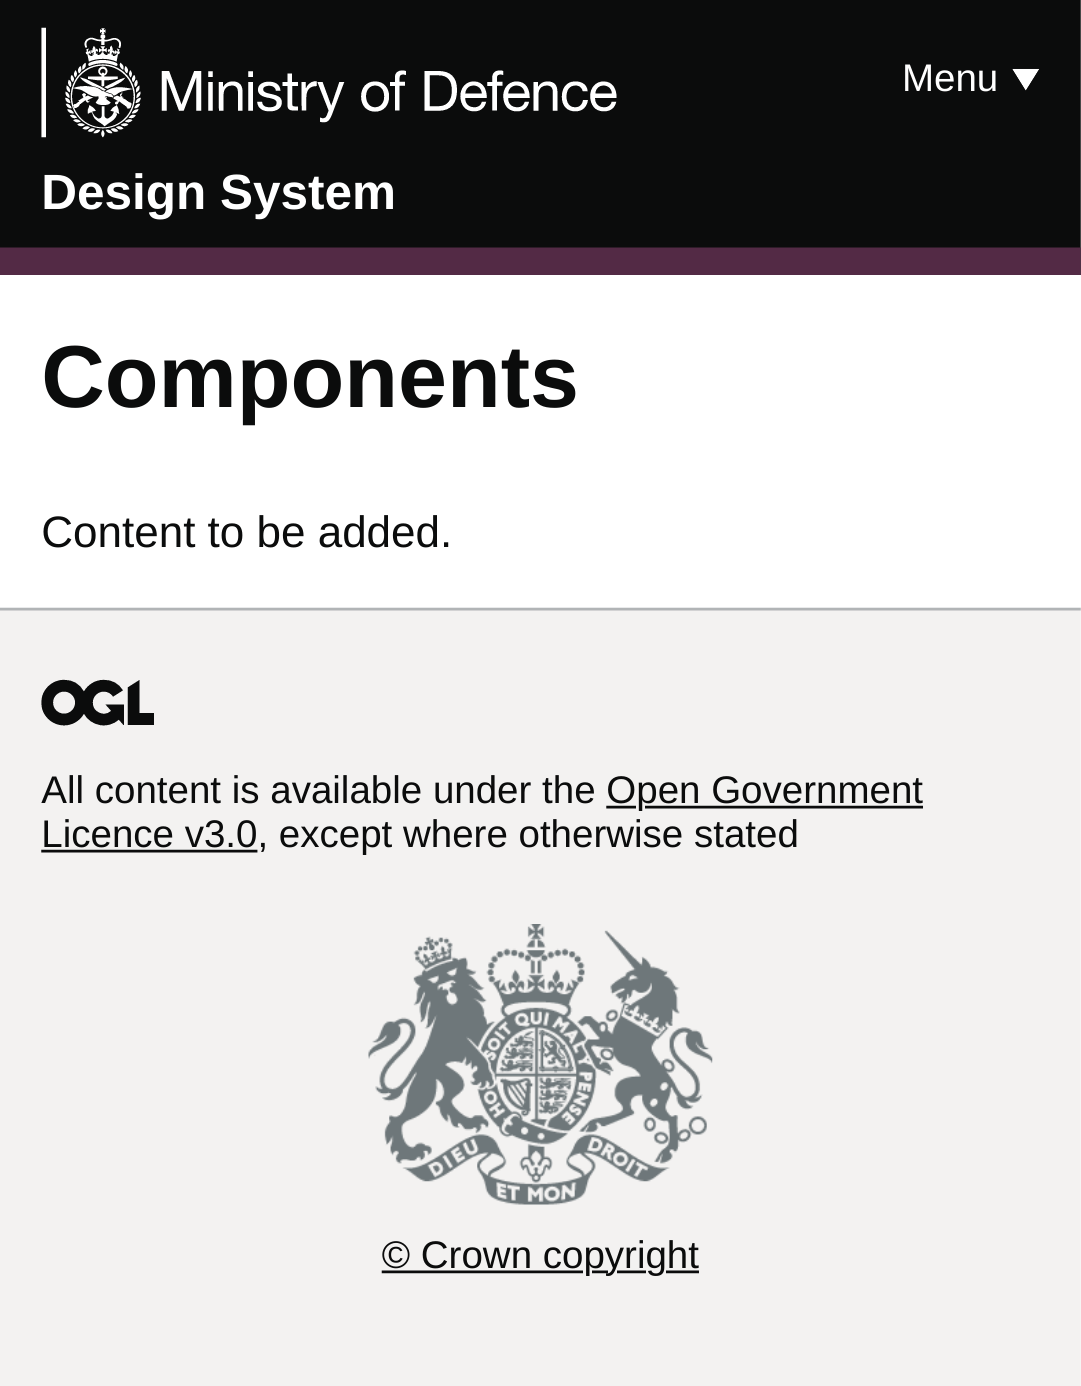 Ministry of Defence
Menu ▼
Design System
Components
Content to be added.
OGL
All content is available under the Open Government
Licence v3.0, except where otherwise stated
SOIT QUI MAL Y PENSE
HO
DIEU
ET MON
DROIT
© Crown copyright